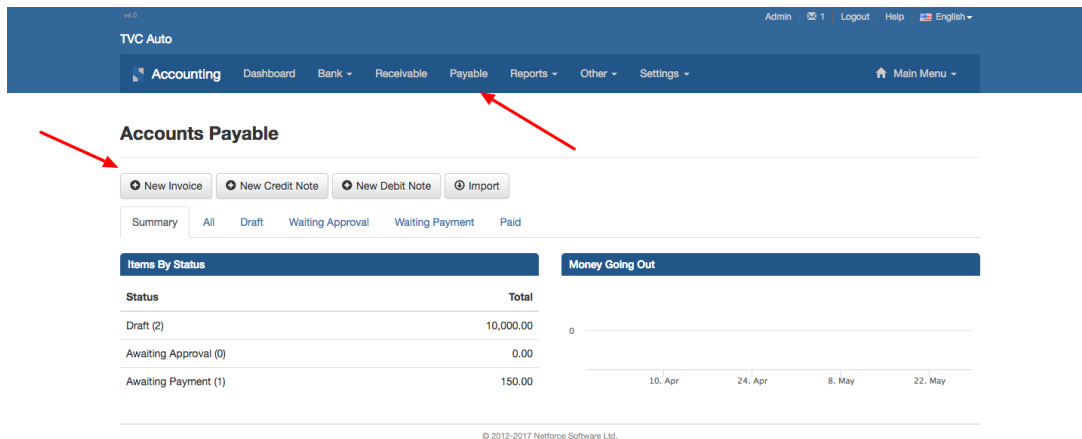 v4.0
Admin 1 Logout Help English
TVC Auto
Accounting Dashboard Bank Receivable Payable Reports Other Settings Main Menu
Accounts Payable
New Invoice New Credit Note New Debit Note Import
Summary All Draft Waiting Approval Waiting Payment Paid
Items By Status
Status Total
Draft (2) 10,000.00
Awaiting Approval (0) 0.00
Awaiting Payment (1) 150.00
Money Going Out
0
10. Apr 24. Apr 8. May 22. May
© 2012-2017 Netforce Software Ltd.